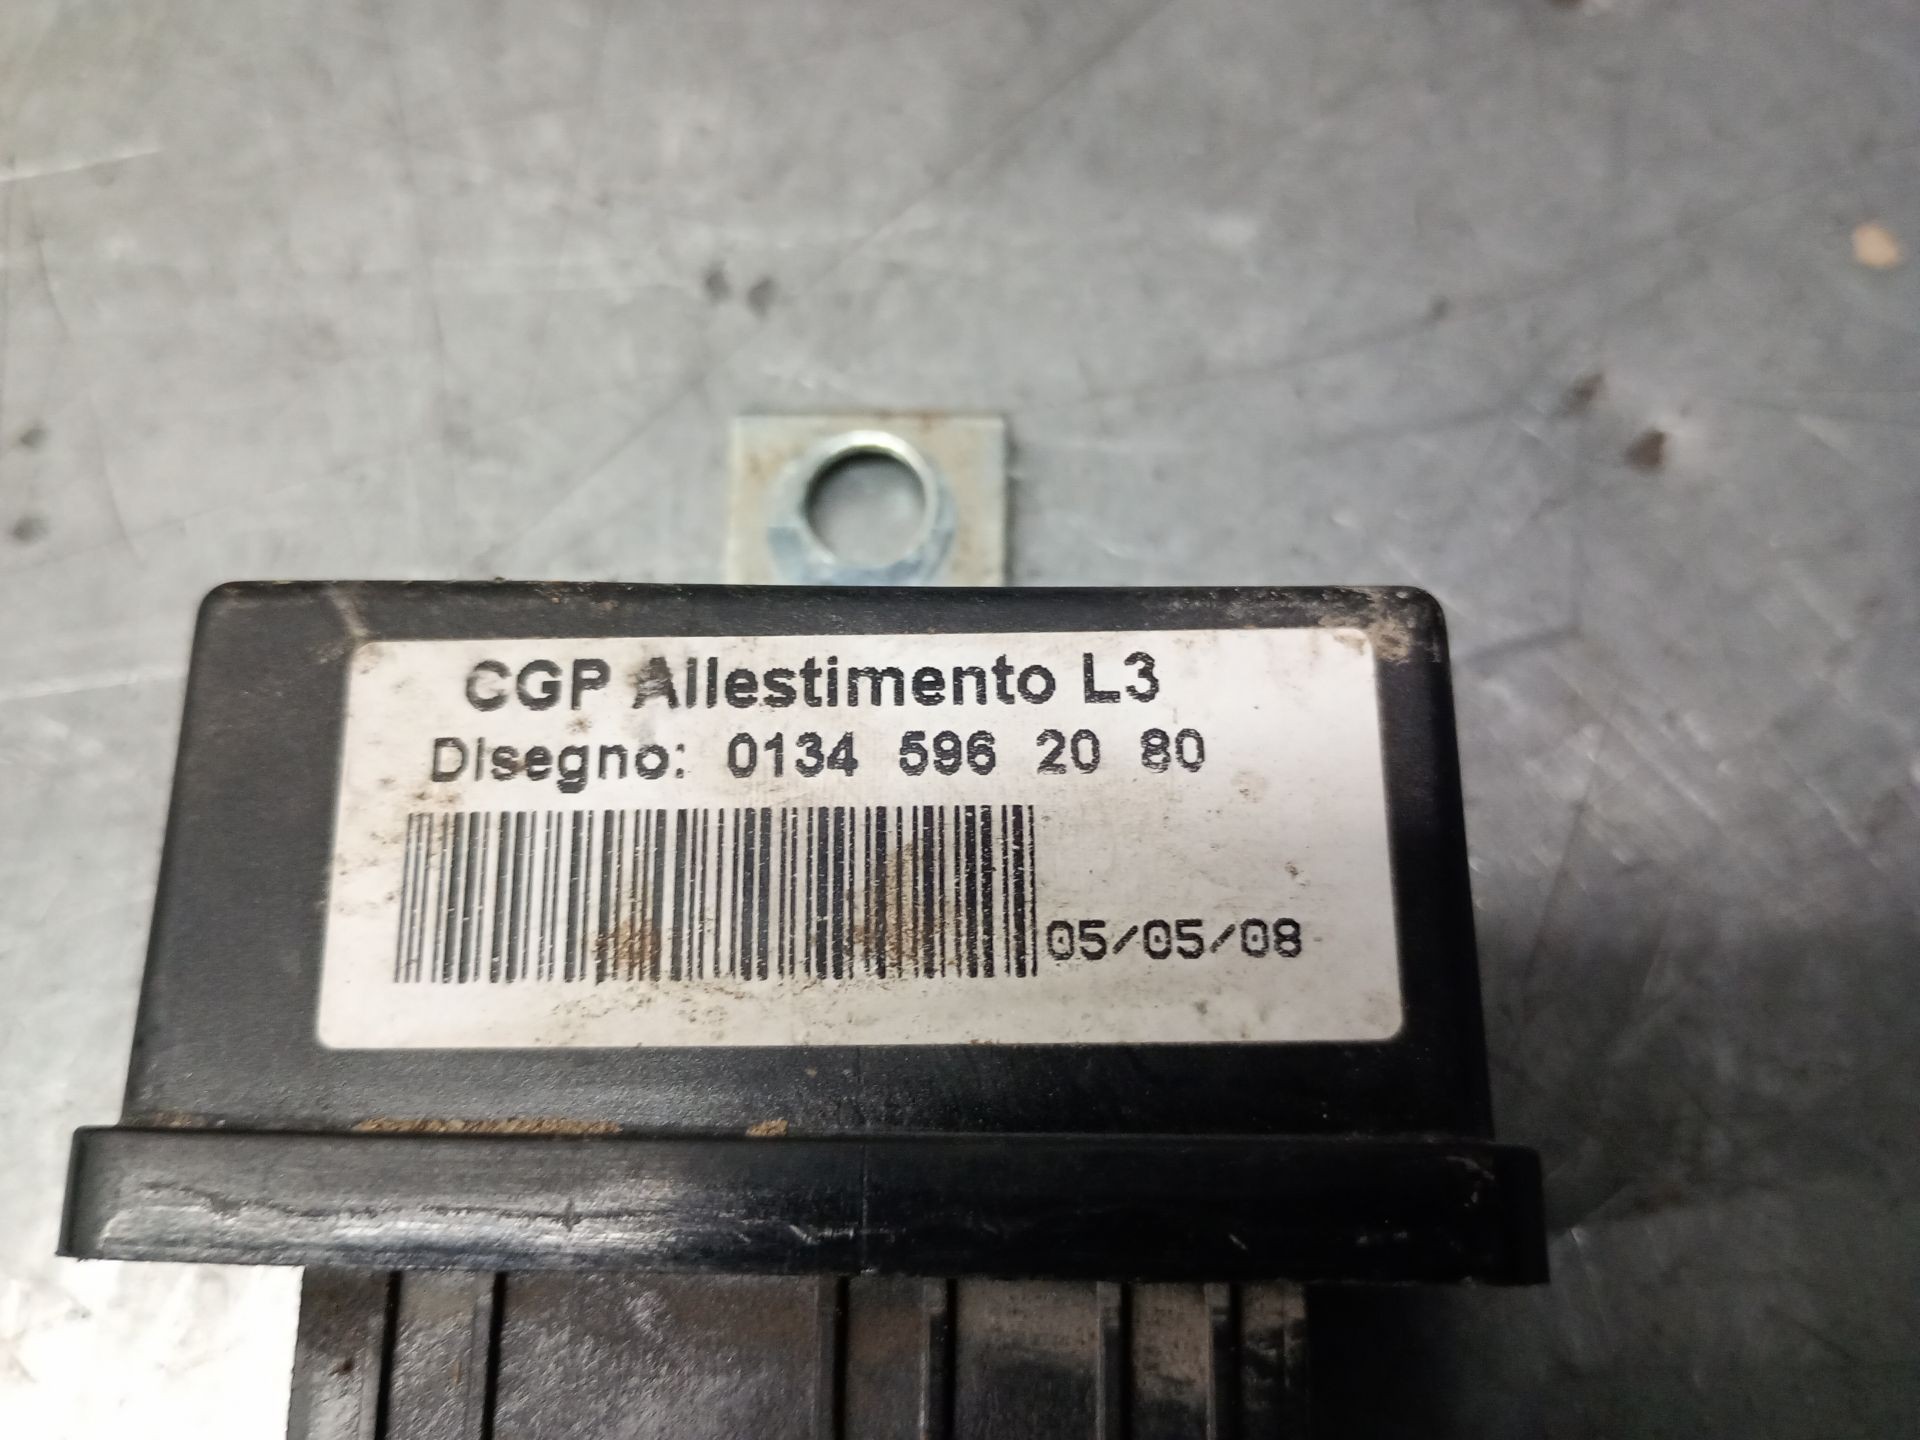 CGP Allestimento L3
Disegno: 0134 596 20 80
05/05/08